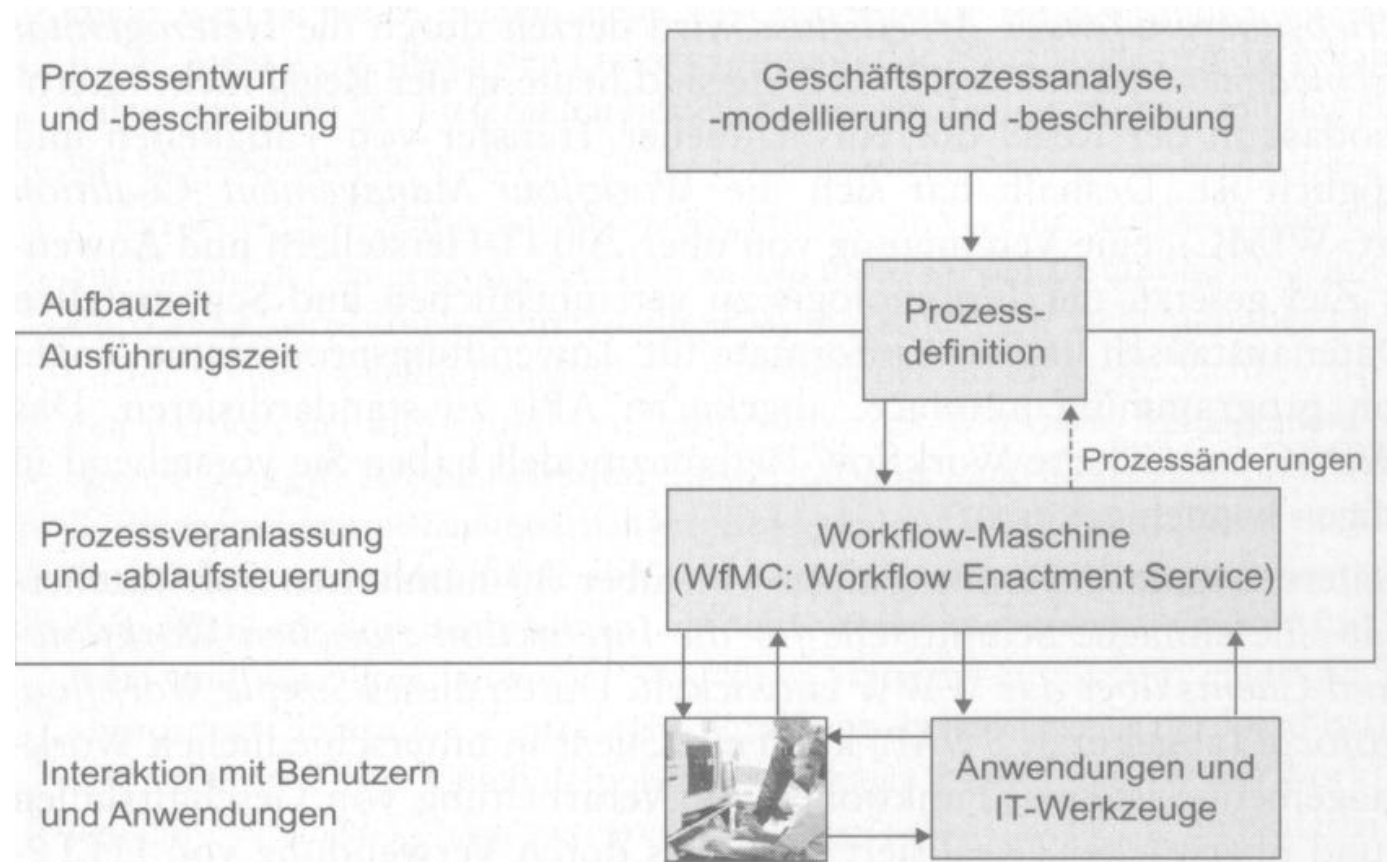 Prozessentwurf
und -beschreibung
Geschäftsprozessanalyse,
-modellierung und -beschreibung
Aufbauzeit
Prozess-
definition
Ausführungszeit
Prozessänderungen
Prozessveranlassung
und -ablaufsteuerung
Workflow-Maschine
(WfMC: Workflow Enactment Service)
Interaktion mit Benutzern
und Anwendungen
Anwendungen und
IT-Werkzeuge